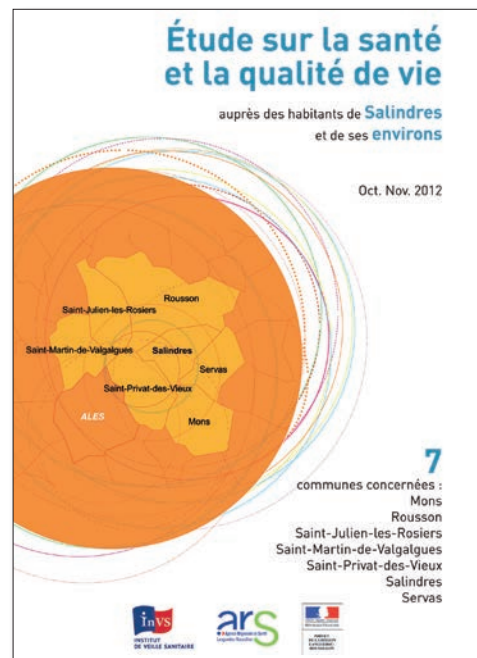 Étude sur la santé
et la qualité de vie
auprès des habitants de Salindres
et de ses environs
Oct. Nov. 2012
Rousson
Saint-Julien-les-Rosiers
Saint-Martin-de-Valgalgues
Salindres
Servas
Saint-Privat-des-Vieux
ALES
Mons
7
communes concernées :
Mons
Rousson
Saint-Julien-les-Rosiers
Saint-Martin-de-Valgalgues
Saint-Privat-des-Vieux
Salindres
Servas
INVS
INSTITUT
DE VEILLE SANITAIRE
ars